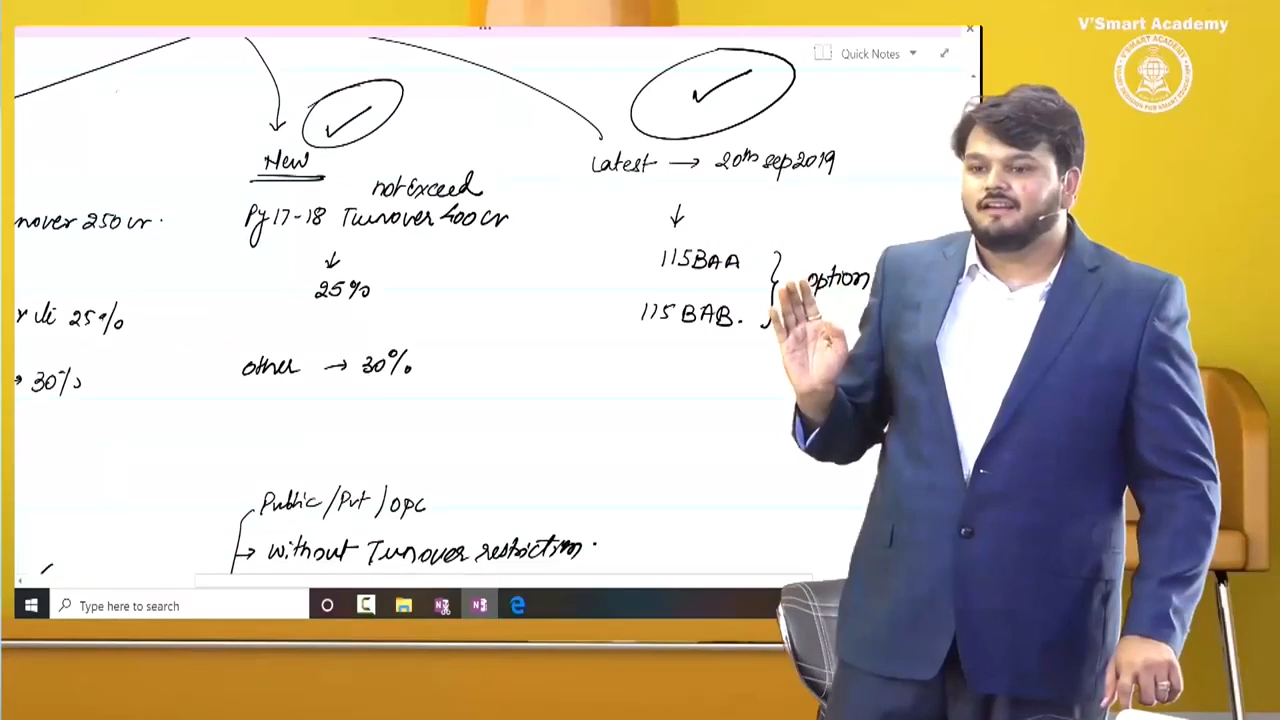 V'Smart Academy
Quick Notes
New
Latest → 20th sep 2019
not Exceed
nover 250 cr.
Py 17-18 Turnover 400 cr
115BAA
option
25%
115 BAB.
25%
other → 30%
30%
Public/Pvt/OPC
→ without Turnover restriction.
Type here to search